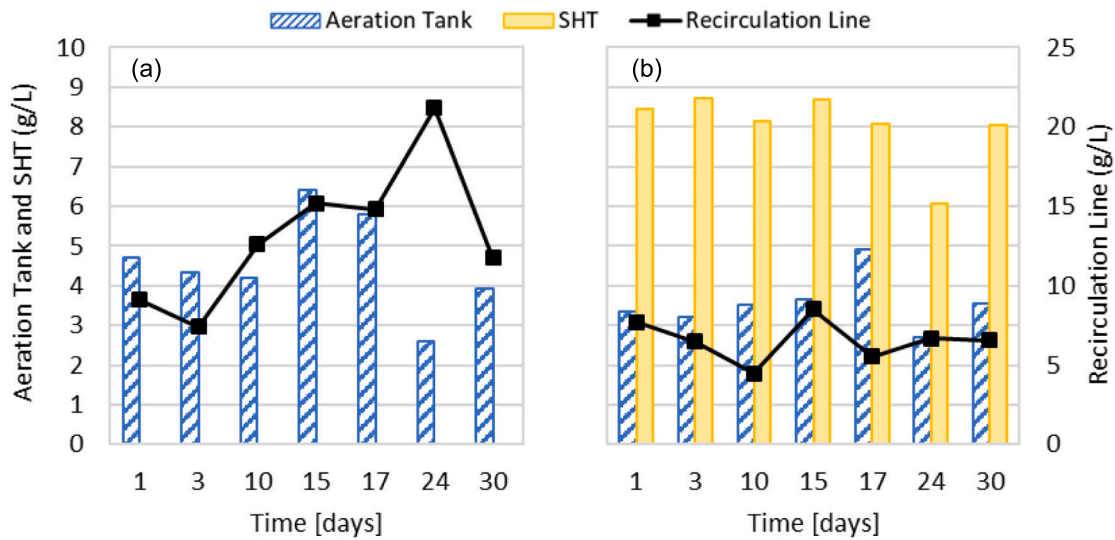 Aeration Tank SHT Recirculation Line
(a)
(b)
Aeration Tank and SHT (g/L)
10
9
8
7
6
5
4
3
2
1
0
1 3 10 15 17 24 30
Time [days]
1 3 10 15 17 24 30
Time [days]
25
20
15
10
5
0
Recirculation Line (g/L)